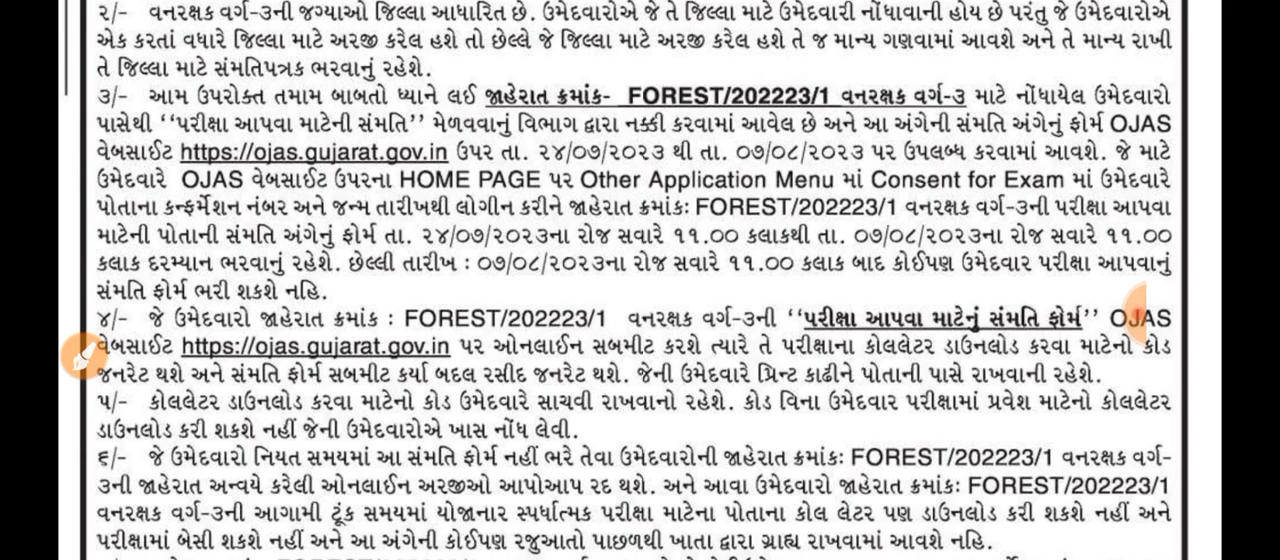 ૨/- વનરક્ષક વર્ગ-૩ની જગ્યાઓ જિલ્લા આધારિત છે. ઉમેદવારોએ જે તે જિલ્લા માટે ઉમેદવારી નોંધાવાની હોય છે પરંતુ જે ઉમેદવારોએ
એક કરતાં વધારે જિલ્લા માટે અરજી કરેલ હશે તો છેલ્લે જે જિલ્લા માટે અરજી કરેલ હશે તે જ માન્ય ગણવામાં આવશે અને તે માન્ય રાખી
તે જિલ્લા માટે સંમતિપત્રક ભરવાનું રહેશે.
૩/- આમ ઉપરોક્ત તમામ બાબતો ધ્યાને લઈ જાહેરાત ક્રમાંક- FOREST/202223/1 વનરક્ષક વર્ગ-૩ માટે નોંધાયેલ ઉમેદવારો
પાસેથી ‘‘પરીક્ષા આપવા માટેની સંમતિ’’ મેળવવાનું વિભાગ દ્વારા નક્કી કરવામાં આવેલ છે અને આ અંગેની સંમતિ અંગેનું ફોર્મ OJAS
વેબસાઈટ https://ojas.gujarat.gov.in ઉપર તા. ૨૪/૦૭/૨૦૨૩ થી તા. ૦૭/૦૮/૨૦૨૩ પર ઉપલબ્ધ કરવામાં આવશે. જે માટે
ઉમેદવારે OJAS વેબસાઈટ ઉપરના HOME PAGE પર Other Application Menu માં Consent for Exam માં ઉમેદવારે
પોતાના કન્ફર્મેશન નંબર અને જન્મ તારીખથી લોગીન કરીને જાહેરાત ક્રમાંકઃ FOREST/202223/1 વનરક્ષક વર્ગ-૩ની પરીક્ષા આપવા
માટેની પોતાની સંમતિ અંગેનું ફોર્મ તા. ૨૪/૦૭/૨૦૨૩ના રોજ સવારે ૧૧.૦૦ કલાકથી તા. ૦૭/૦૮/૨૦૨૩ના રોજ સવારે ૧૧.૦૦
કલાક દરમ્યાન ભરવાનું રહેશે. છેલ્લી તારીખ : ૦૭/૦૮/૨૦૨૩ના રોજ સવારે ૧૧.૦૦ કલાક બાદ કોઈપણ ઉમેદવાર પરીક્ષા આપવાનું
સંમતિ ફોર્મ ભરી શકશે નહિ.
૪/- જે ઉમેદવારો જાહેરાત ક્રમાંક : FOREST/202223/1 વનરક્ષક વર્ગ-૩ની ‘‘પરીક્ષા આપવા માટેનું સંમતિ ફોર્મ’’ OJAS
વેબસાઈટ https://ojas.gujarat.gov.in પર ઓનલાઈન સબમીટ કરશે ત્યારે તે પરીક્ષાના કોલલેટર ડાઉનલોડ કરવા માટેનો કોડ
જનરેટ થશે અને સંમતિ ફોર્મ સબમીટ કર્યા બદલ રસીદ જનરેટ થશે. જેની ઉમેદવારે પ્રિન્ટ કાઢીને પોતાની પાસે રાખવાની રહેશે.
૫/- કોલલેટર ડાઉનલોડ કરવા માટેનો કોડ ઉમેદવારે સાચવી રાખવાનો રહેશે. કોડ વિના ઉમેદવાર પરીક્ષામાં પ્રવેશ માટેનો કોલલેટર
ડાઉનલોડ કરી શકશે નહીં જેની ઉમેદવારોએ ખાસ નોંધ લેવી.
૬/- જે ઉમેદવારો નિયત સમયમાં આ સંમતિ ફોર્મ નહીં ભરે તેવા ઉમેદવારોની જાહેરાત ક્રમાંકઃ FOREST/202223/1 વનરક્ષક વર્ગ-
૩ની જાહેરાત અન્વયે કરેલી ઓનલાઈન અરજીઓ આપોઆપ રદ થશે. અને આવા ઉમેદવારો જાહેરાત ક્રમાંકઃ FOREST/202223/1
વનરક્ષક વર્ગ-૩ની આગામી ટૂંક સમયમાં યોજાનાર સ્પર્ધાત્મક પરીક્ષા માટેના પોતાના કોલ લેટર પણ ડાઉનલોડ કરી શકશે નહીં અને
પરીક્ષામાં બેસી શકશે નહીં અને આ અંગેની કોઈપણ રજુઆતો પાછળથી ખાતા દ્વારા ગ્રાહ્ય રાખવામાં આવશે નહિ.